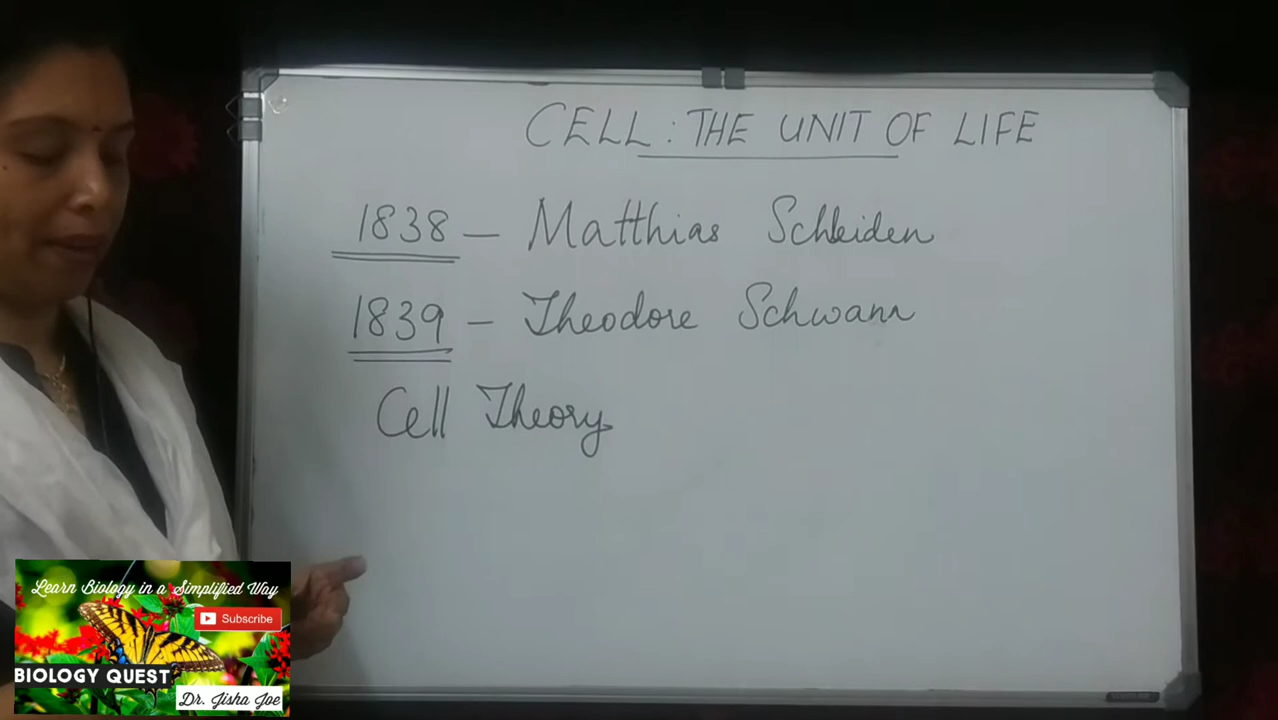 CELL : THE UNIT OF LIFE
1838 — Matthias Schleiden
1839 — Theodore Schwann
Cell Theory
Learn Biology in a Simplified Way
Subscribe
BIOLOGY QUEST
Dr. Jisha Joe